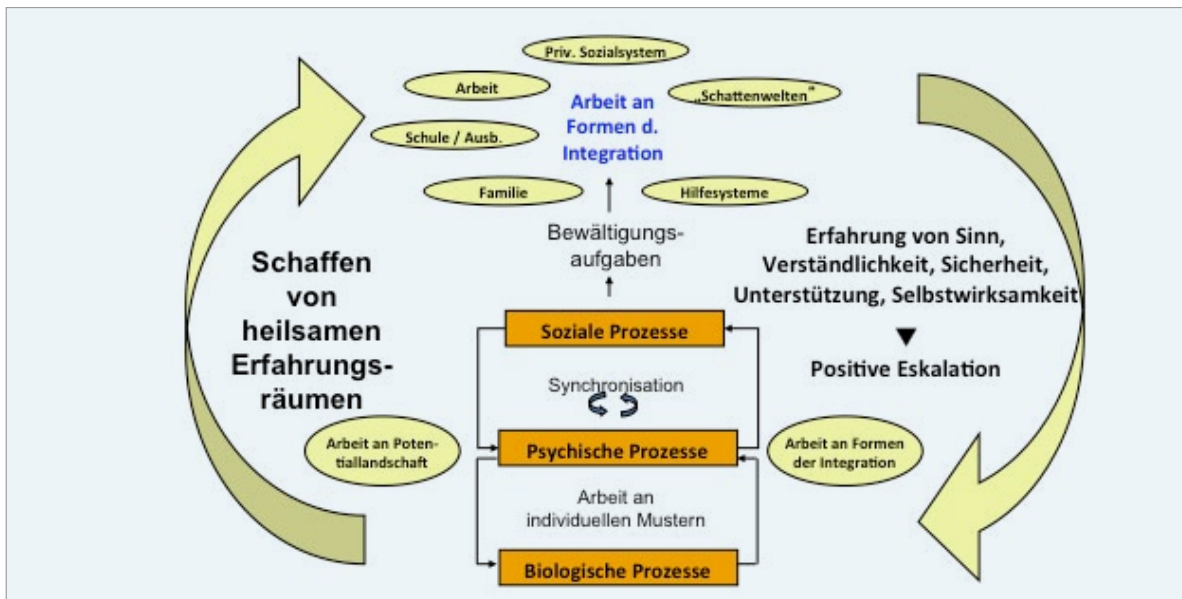 Priv. Sozialsystem
Arbeit
„Schattenwelten"
Schule / Ausb.
Arbeit an
Formen d.
Integration
Familie
Hilfesysteme
Bewältigungs-
aufgaben
Schaffen
von
heilsamen
Erfahrungs-
räumen
Erfahrung von Sinn,
Verständlichkeit, Sicherheit,
Unterstützung, Selbstwirksamkeit
Positive Eskalation
Soziale Prozesse
Synchronisation
Arbeit an Poten-
tiallandschaft
Psychische Prozesse
Arbeit an Formen
der Integration
Arbeit an
individuellen Mustern
Biologische Prozesse